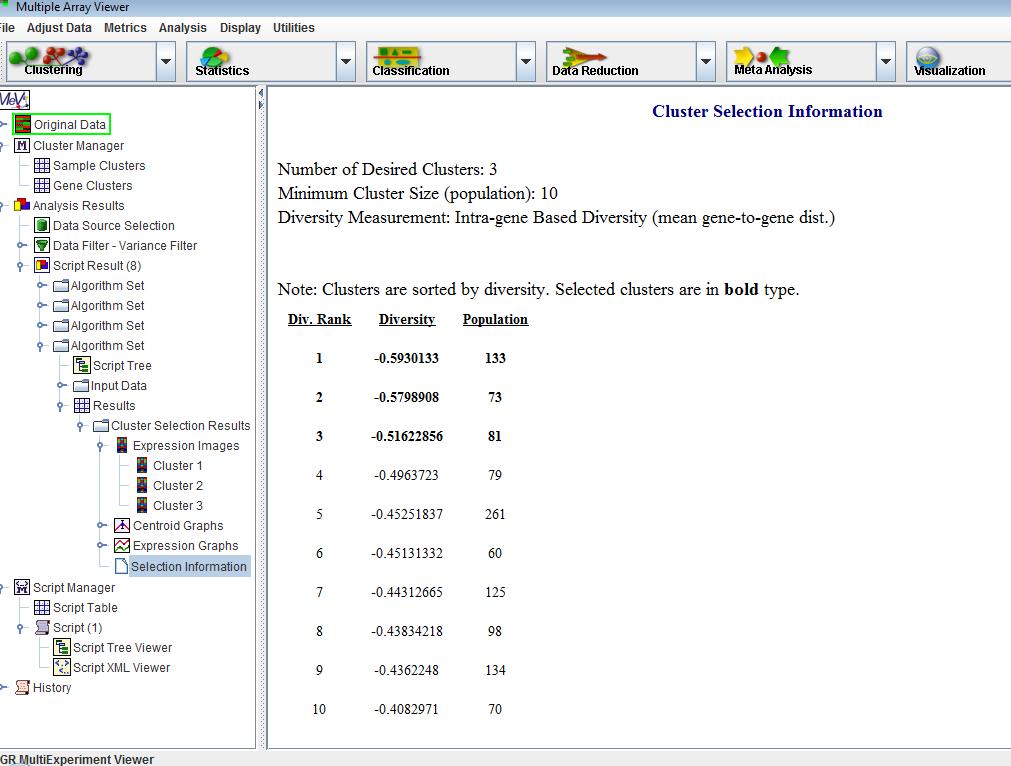 Multiple Array Viewer
File Adjust Data Metrics Analysis Display Utilities
Clustering Statistics Classification Data Reduction Meta Analysis Visualization
MeV
Original Data
M Cluster Manager
Sample Clusters
Gene Clusters
Analysis Results
Data Source Selection
Data Filter - Variance Filter
Script Result (8)
Algorithm Set
Algorithm Set
Algorithm Set
Algorithm Set
Script Tree
Input Data
Results
Cluster Selection Results
Expression Images
Cluster 1
Cluster 2
Cluster 3
Centroid Graphs
Expression Graphs
Selection Information
Script Manager
Script Table
Script (1)
Script Tree Viewer
Script XML Viewer
History
Cluster Selection Information
Number of Desired Clusters: 3
Minimum Cluster Size (population): 10
Diversity Measurement: Intra-gene Based Diversity (mean gene-to-gene dist.)
Note: Clusters are sorted by diversity. Selected clusters are in bold type.
Div. Rank Diversity Population
1 -0.5930133 133
2 -0.5798908 73
3 -0.51622856 81
4 -0.4963723 79
5 -0.45251837 261
6 -0.45131332 60
7 -0.44312665 125
8 -0.43834218 98
9 -0.4362248 134
10 -0.4082971 70
GR MultiExperiment Viewer